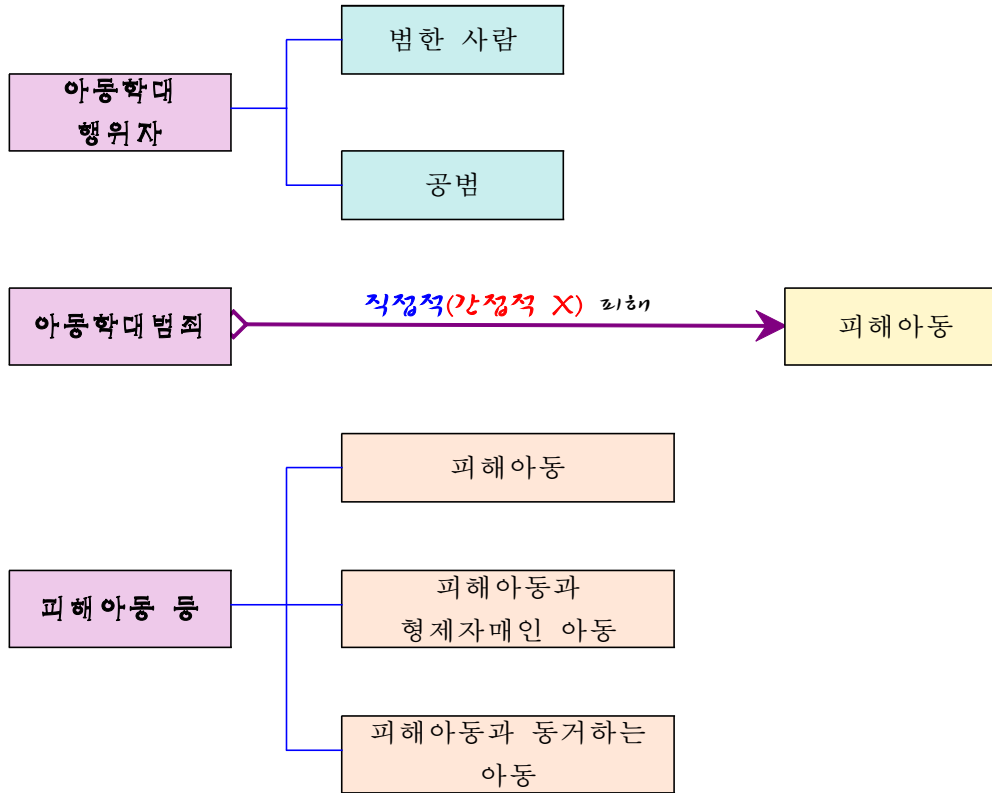 범한 사람
아동학대
행위자
공범
아동학대범죄
직접적(간접적 X) 피해
피해아동
피해아동
피해아동 등
피해아동과
형제자매인 아동
피해아동과 동거하는
아동